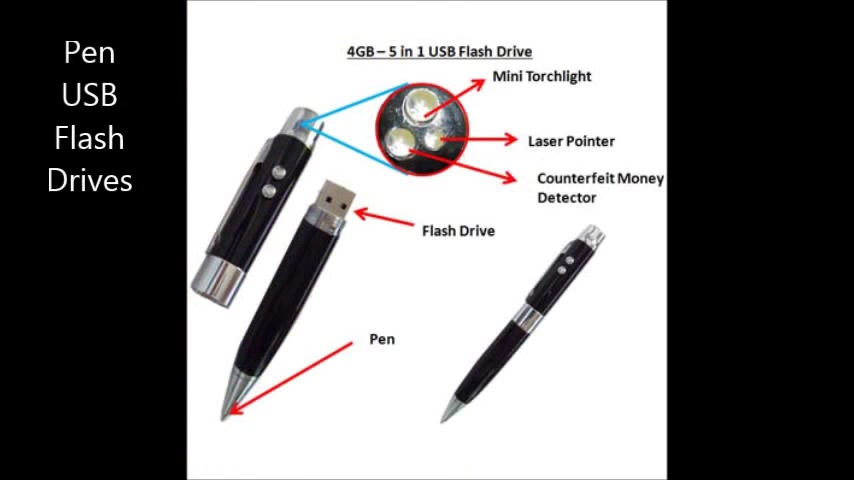 Pen
USB
Flash
Drives
4GB – 5 in 1 USB Flash Drive
Mini Torchlight
Laser Pointer
Counterfeit Money
Detector
Flash Drive
Pen